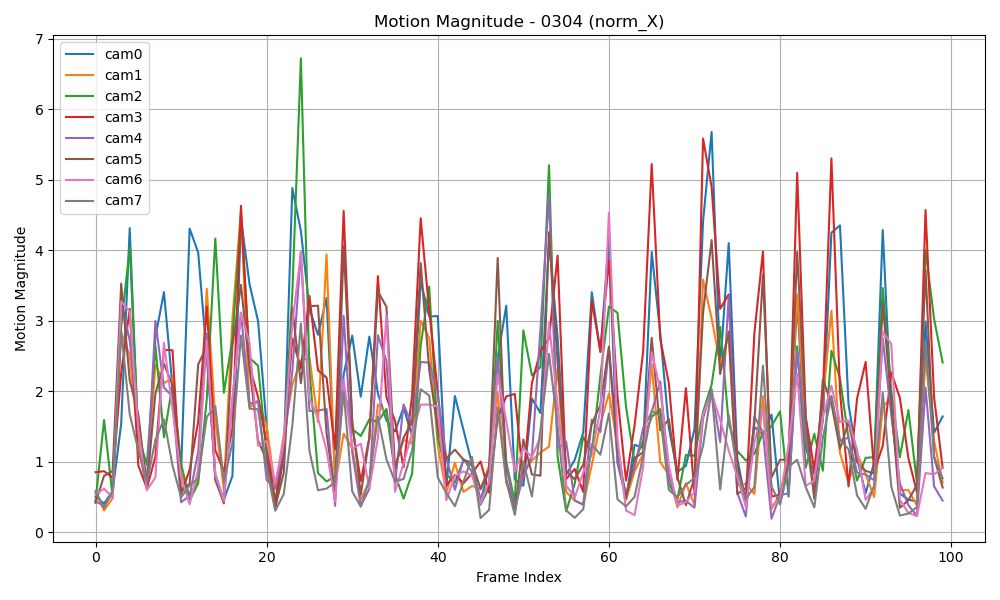 Motion Magnitude - 0304 (norm_X)
7
6
5
4
3
2
1
0
Motion Magnitude
cam0
cam1
cam2
cam3
cam4
cam5
cam6
cam7
0 20 40 60 80 100
Frame Index